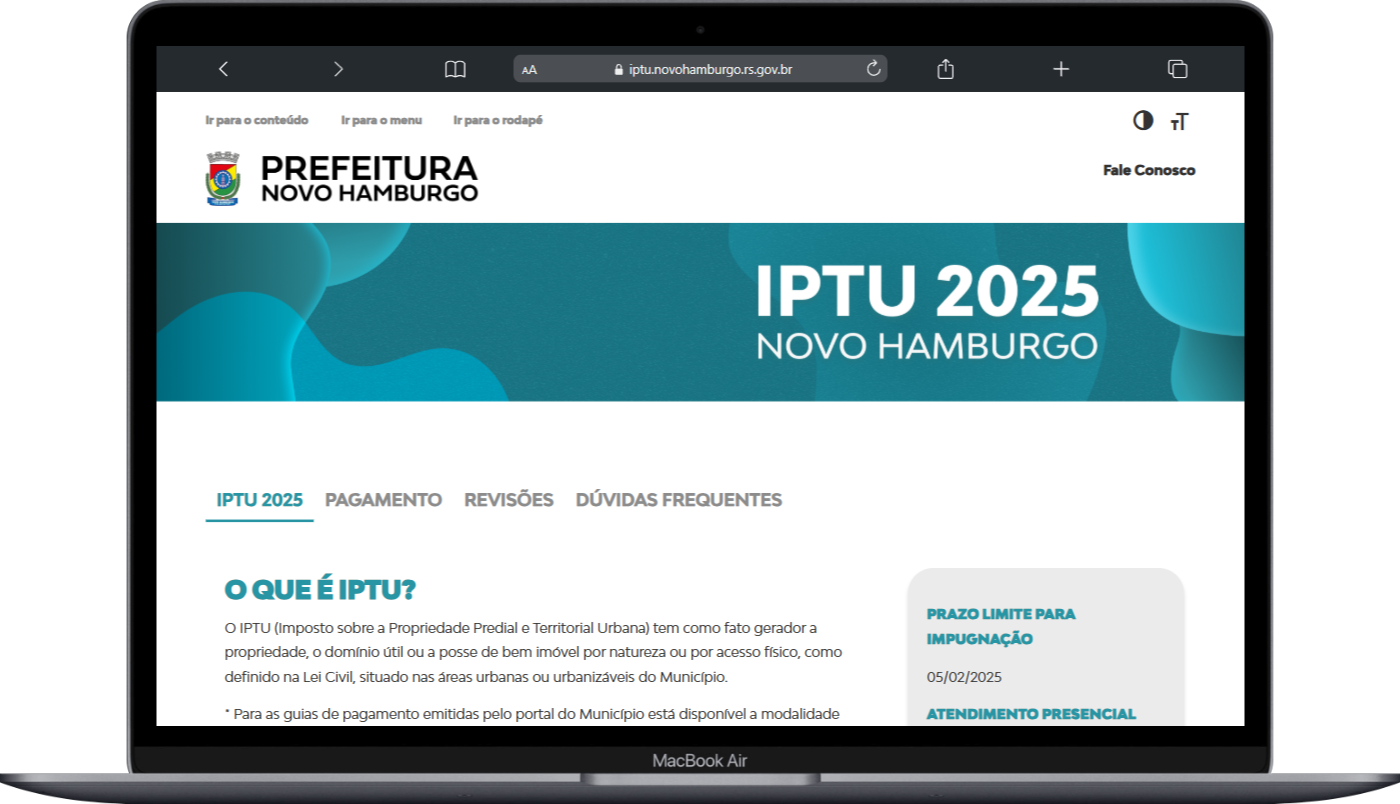 AA
iptu.novohamburgo.rs.gov.br
Ir para o conteúdo
Ir para o menu
Ir para o rodapé
TT
PREFEITURA
NOVO HAMBURGO
Fale Conosco
IPTU 2025
NOVO HAMBURGO
IPTU 2025
PAGAMENTO
REVISÕES
DÚVIDAS FREQUENTES
O QUE É IPTU?
O IPTU (Imposto sobre a Propriedade Predial e Territorial Urbana) tem como fato gerador a
propriedade, o domínio útil ou a posse de bem imóvel por natureza ou por acesso físico, como
definido na Lei Civil, situado nas áreas urbanas ou urbanizáveis do Município.
* Para as guias de pagamento emitidas pelo portal do Município está disponível a modalidade
PRAZO LIMITE PARA
IMPUGNAÇÃO
05/02/2025
ATENDIMENTO PRESENCIAL
MacBook Air